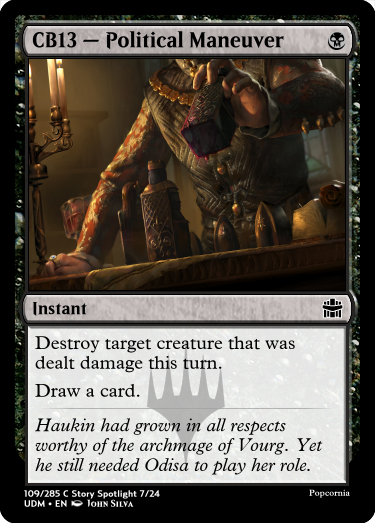 CB13 — Political Maneuver
Instant
Destroy target creature that was
dealt damage this turn.
Draw a card.
Haukin had grown in all respects
worthy of the archmage of Vourg. Yet
he still needed Odisa to play her role.
109/285 C Story Spotlight 7/24
Popcornia
UDM • EN John Silva